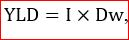 YLD = I × Dw,